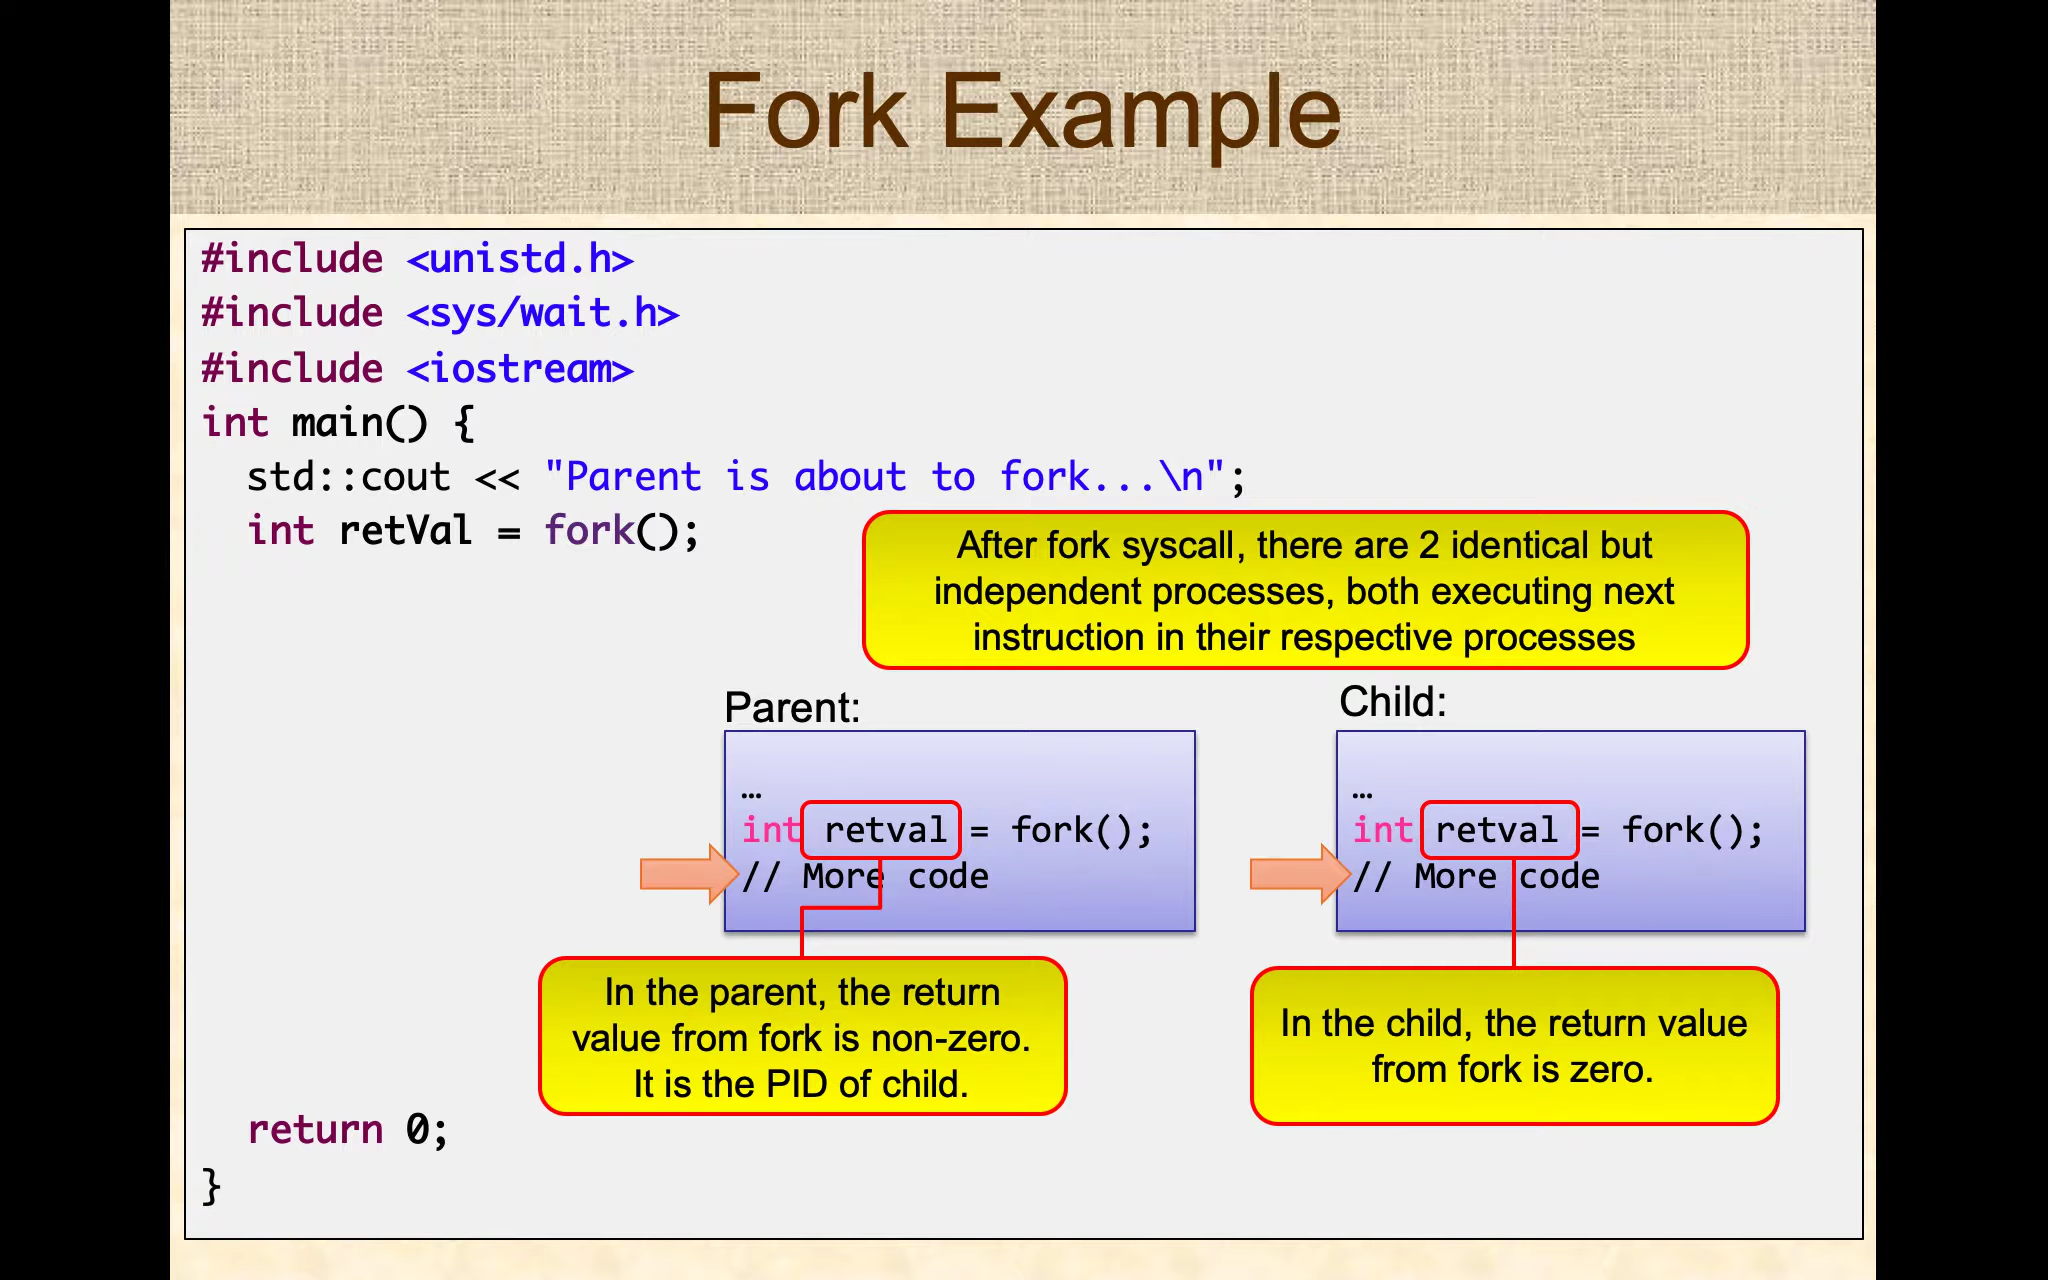 Fork Example
#include <unistd.h>
#include <sys/wait.h>
#include <iostream>
int main() {
std::cout << "Parent is about to fork...\n";
int retVal = fork();
After fork syscall, there are 2 identical but
independent processes, both executing next
instruction in their respective processes
Parent:
…
int retval = fork();
// More code
In the parent, the return
value from fork is non-zero.
It is the PID of child.
Child:
…
int retval = fork();
// More code
In the child, the return value
from fork is zero.
return 0;
}